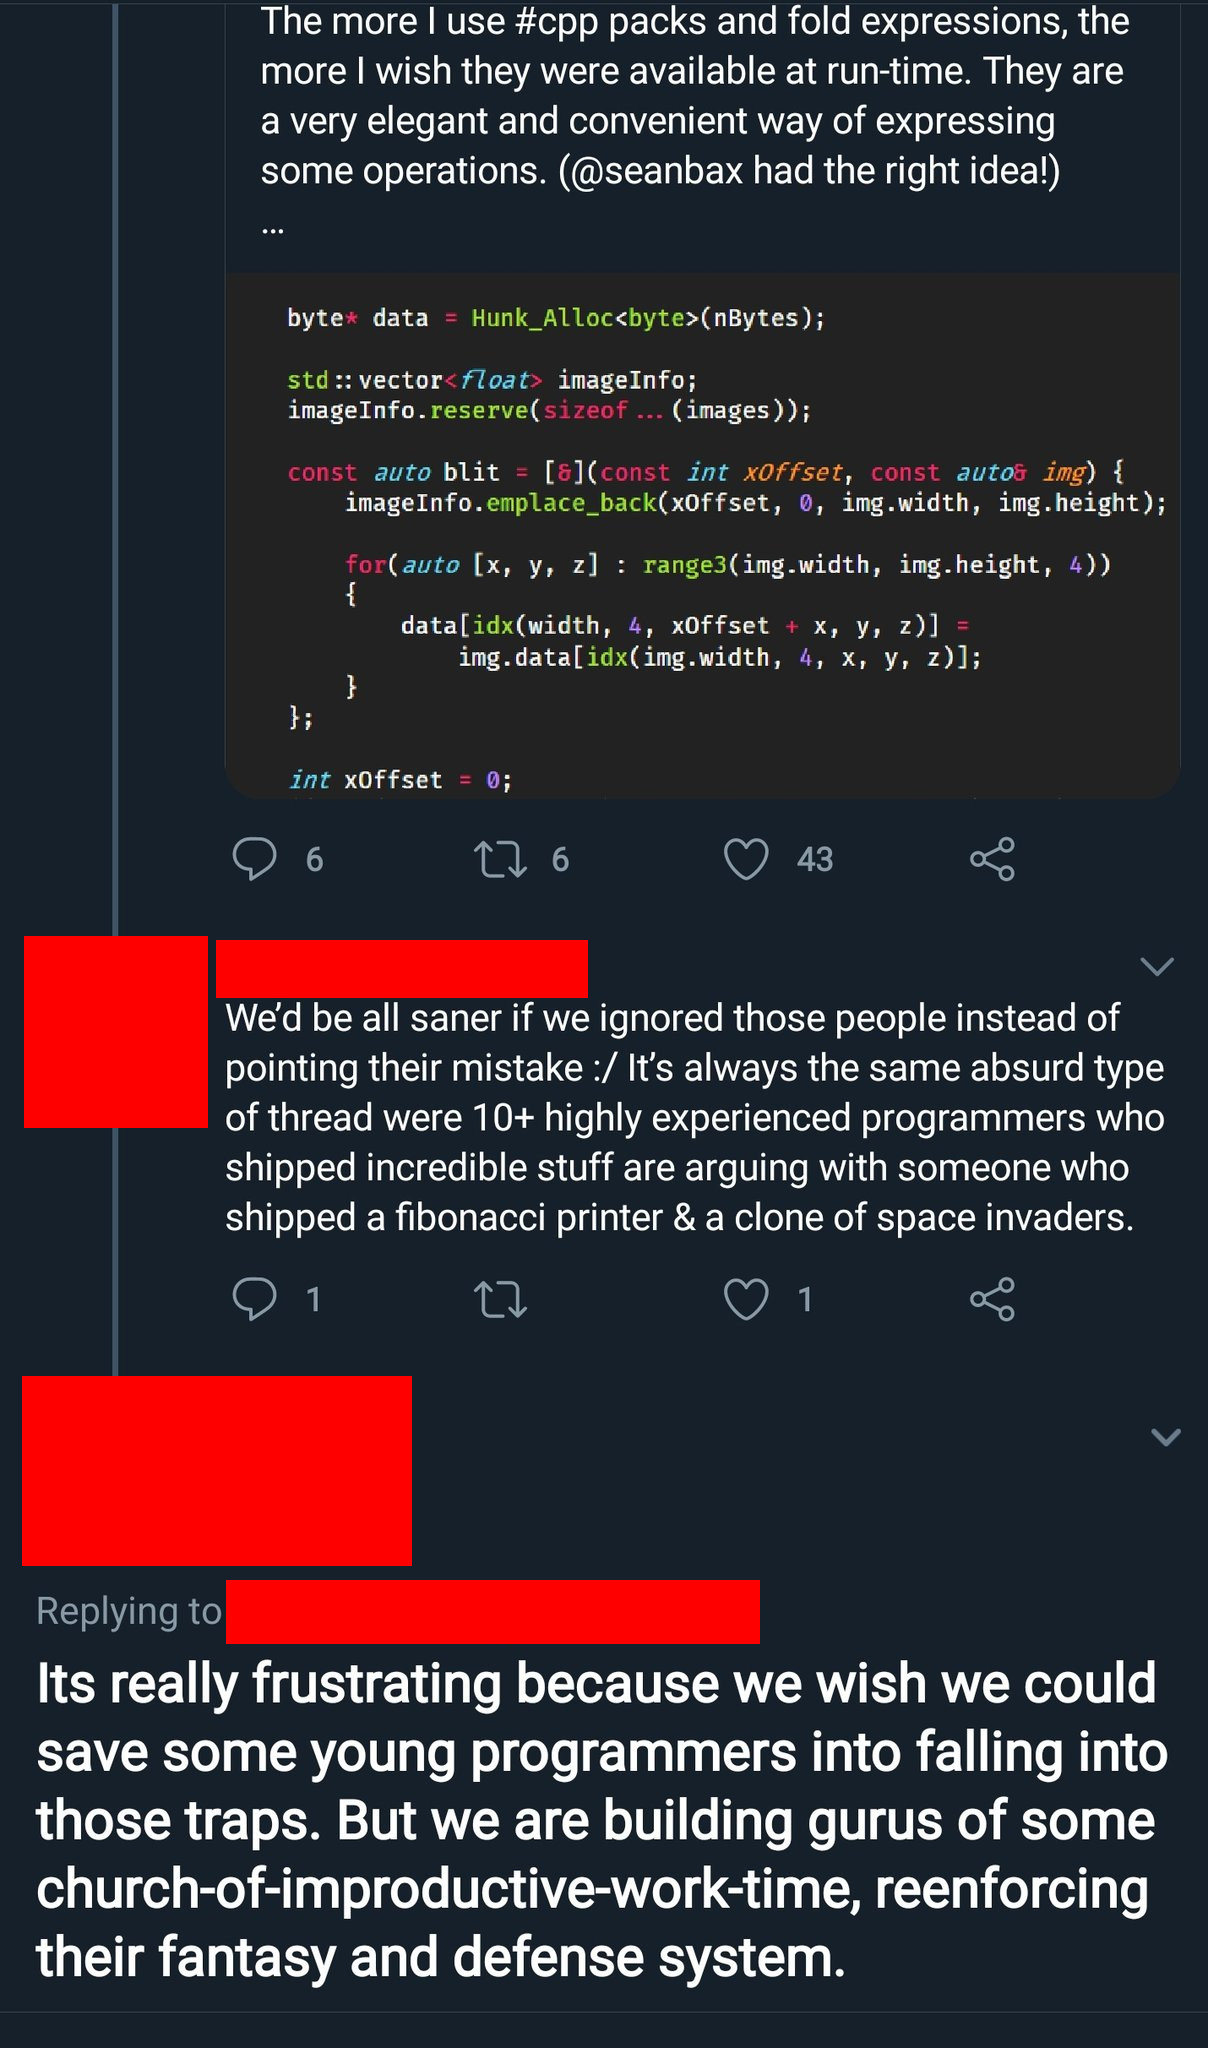 The more I use #cpp packs and fold expressions, the
more I wish they were available at run-time. They are
a very elegant and convenient way of expressing
some operations. (@seanbax had the right idea!)
...
byte* data = Hunk_Alloc<byte>(nBytes);
std::vector<float> imageInfo;
imageInfo.reserve(sizeof...(images));
const auto blit = [&](const int xOffset, const auto& img) {
imageInfo.emplace_back(xOffset, 0, img.width, img.height);
for(auto [x, y, z] : range3(img.width, img.height, 4))
{
data[idx(width, 4, xOffset + x, y, z)] =
img.data[idx(img.width, 4, x, y, z)];
}
};
int xOffset = 0;
6 6 43
We'd be all saner if we ignored those people instead of
pointing their mistake :/ It's always the same absurd type
of thread were 10+ highly experienced programmers who
shipped incredible stuff are arguing with someone who
shipped a fibonacci printer & a clone of space invaders.
1 1
Replying to
Its really frustrating because we wish we could
save some young programmers into falling into
those traps. But we are building gurus of some
church-of-improductive-work-time, reenforcing
their fantasy and defense system.